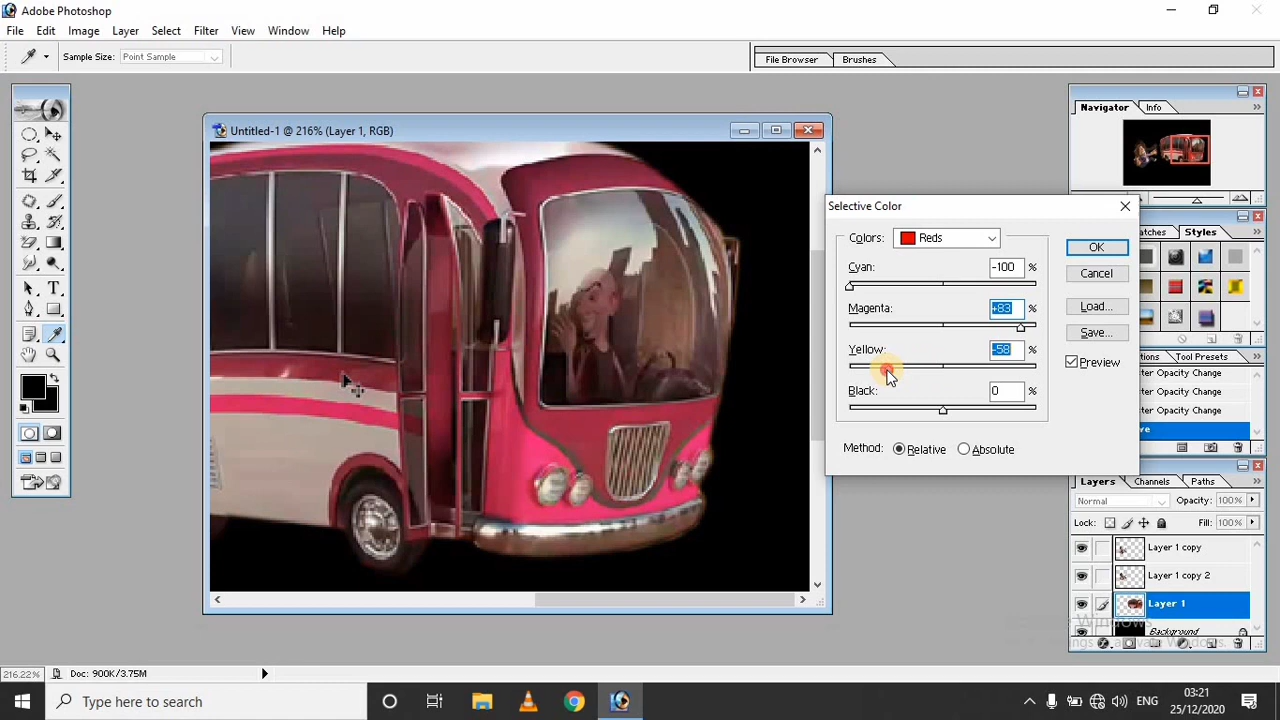 Adobe Photoshop
File Edit Image Layer Select Filter View Window Help
Sample Size: Point Sample
File Browser Brushes
Untitled-1 @ 216% (Layer 1, RGB)
Navigator Info
Selective Color
Colors: Reds
OK
Cyan: -100 %
Cancel
Magenta: +83 %
Load...
Save...
Yellow: -58 %
Preview
Black: 0 %
Method: Relative Absolute
Styles
Tool Presets
ter Opacity Change
ter Opacity Change
ter Opacity Change
ve
Layers Channels Paths
Normal Opacity: 100%
Lock: Fill: 100%
Layer 1 copy
Layer 1 copy 2
Layer 1
Background
216.22% Doc: 900K/3.75M
Type here to search
ENG
03:21
25/12/2020